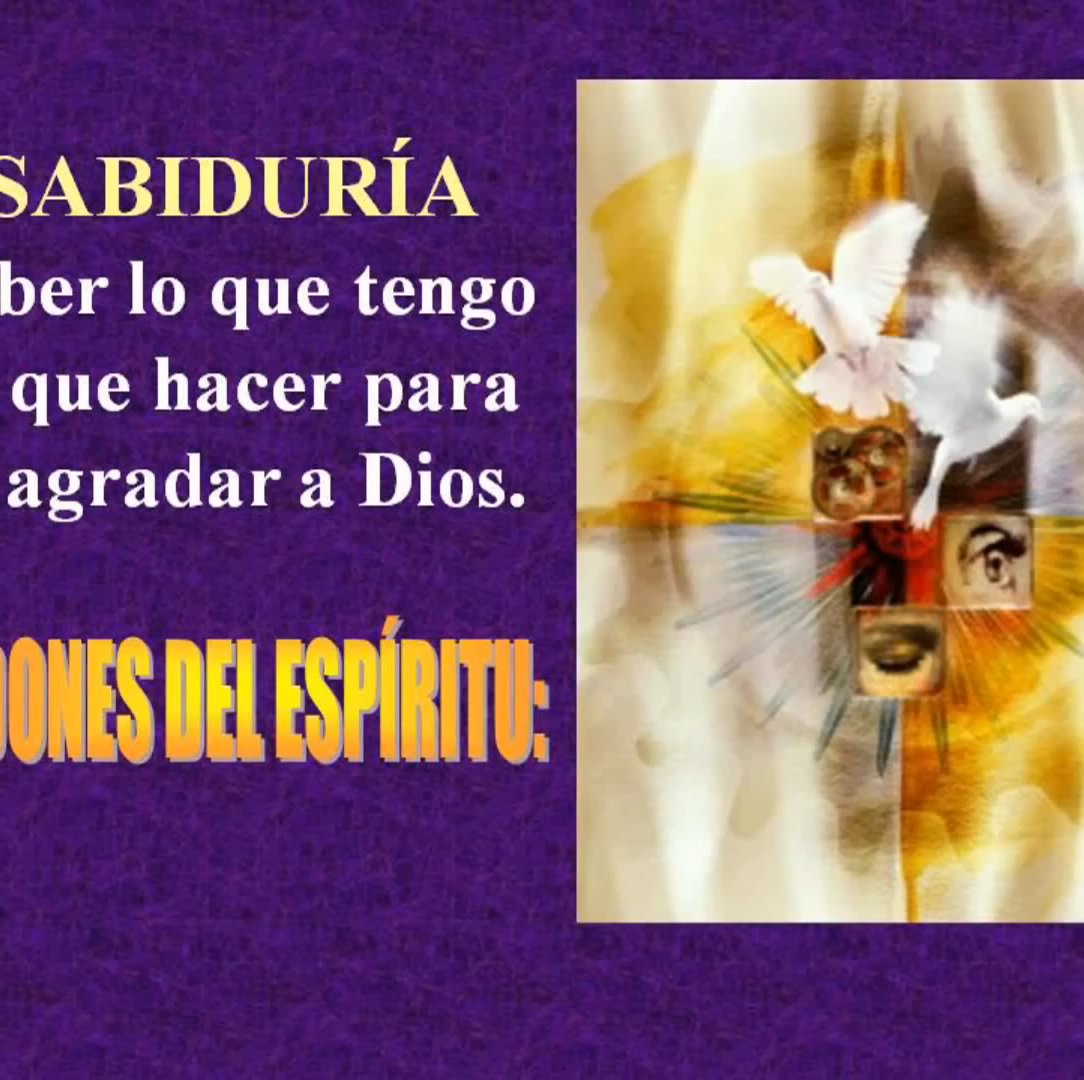 SABIDURÍA
ber lo que tengo
que hacer para
agradar a Dios.
DONES DEL ESPÍRITU: